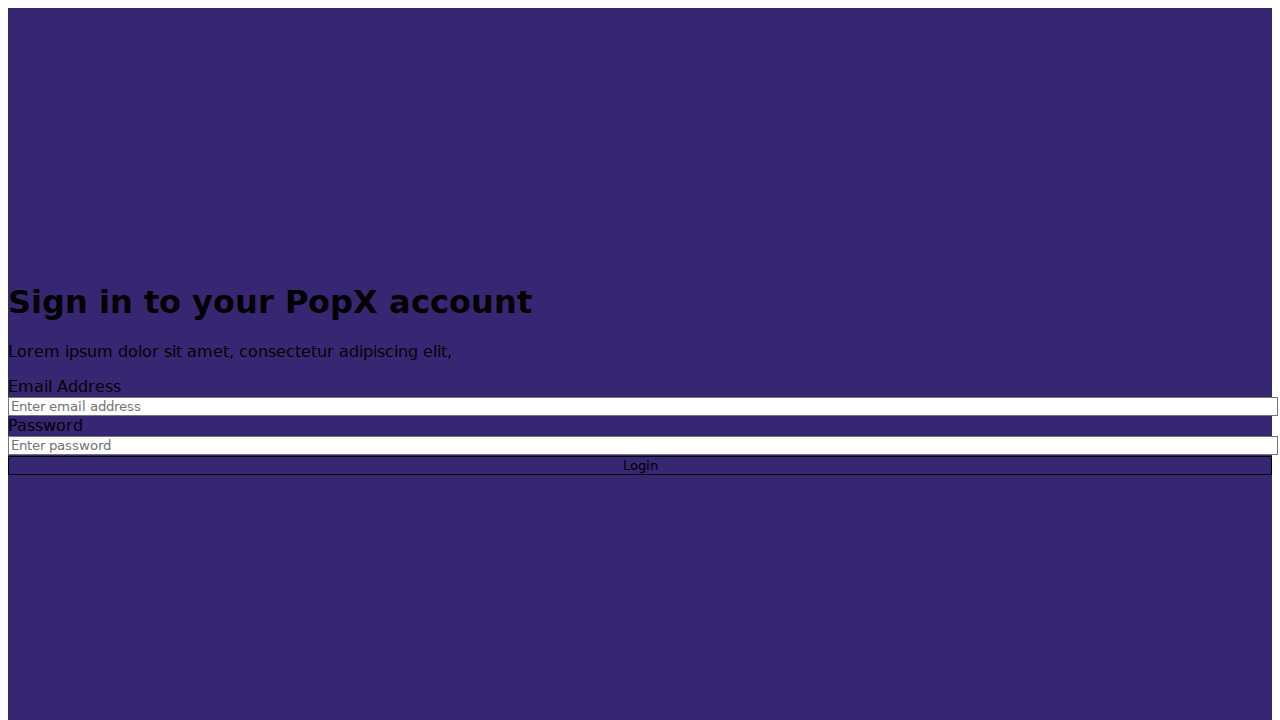 Sign in to your PopX account
Lorem ipsum dolor sit amet, consectetur adipiscing elit,
Email Address
Enter email address
Password
Enter password
Login